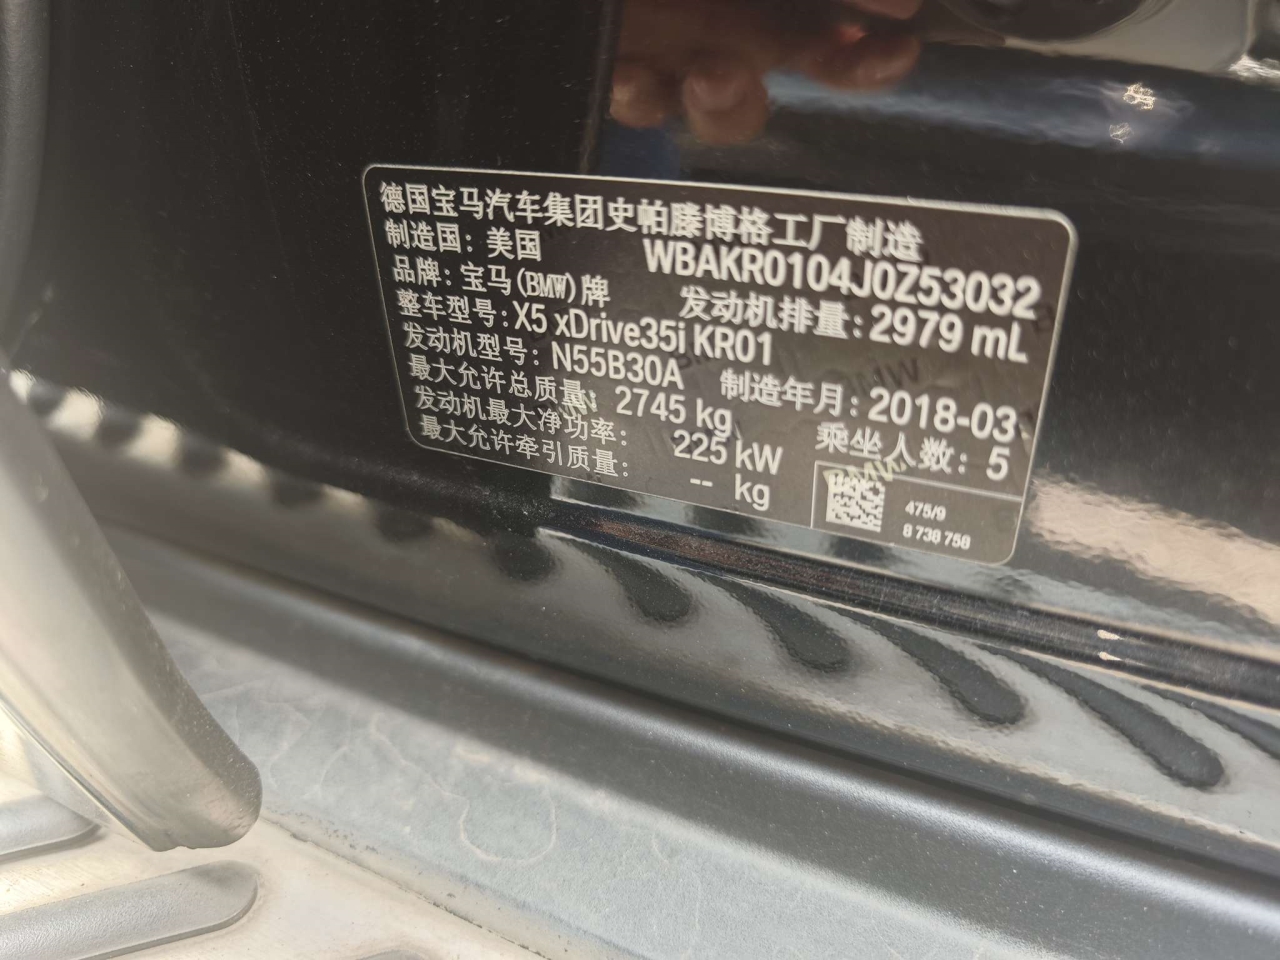 德国宝马汽车集团史帕滕博格工厂制造
制造国: 美国 WBAKR0104J0Z53032
品牌: 宝马(BMW)牌 发动机排量: 2979 mL
整车型号: X5 xDrive35i KR01
发动机型号: N55B30A 制造年月: 2018-03
最大允许总质量: 2745 kg 乘坐人数: 5
发动机最大净功率: 225 kW
最大允许牵引质量: -- kg
475/9
8 738 758